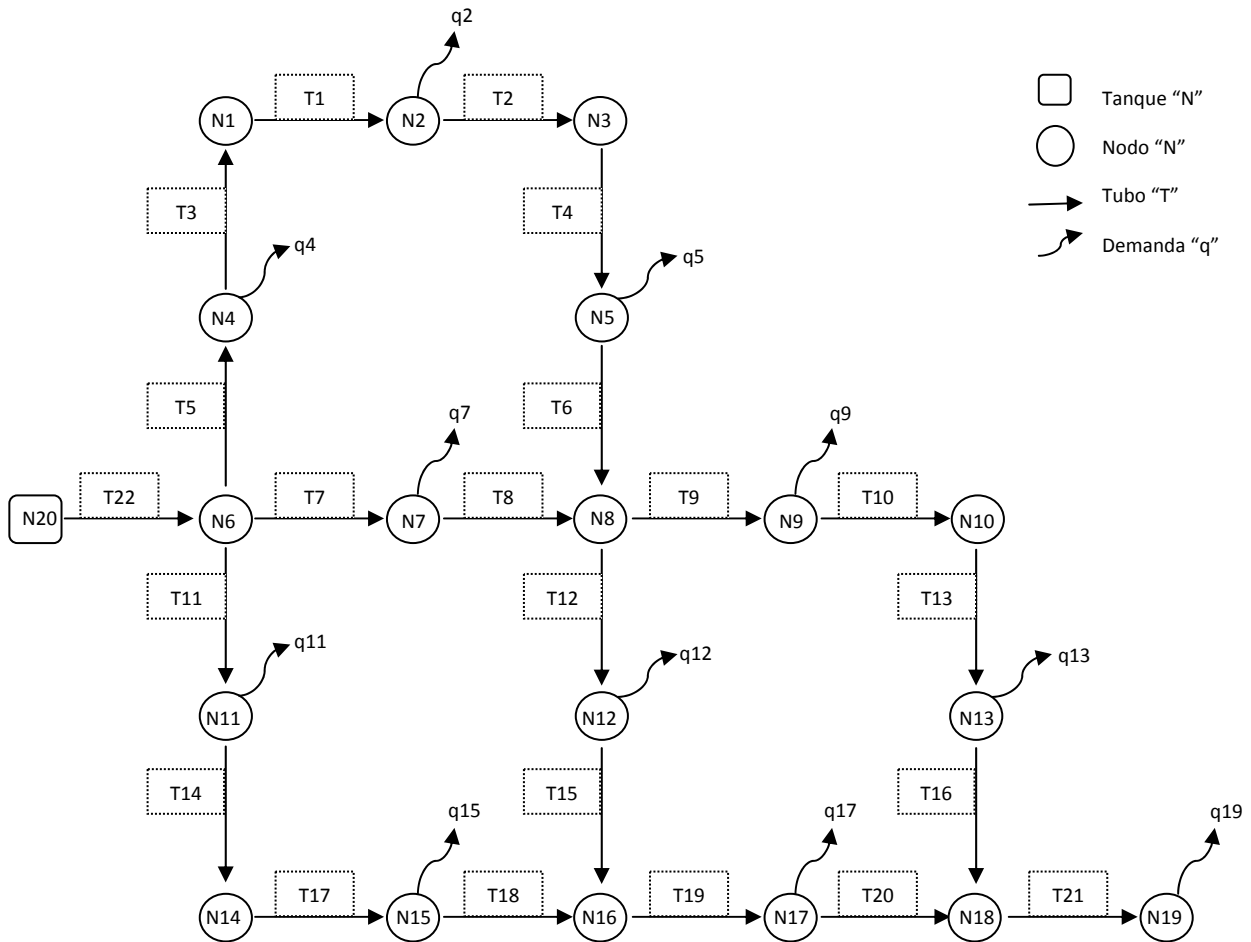 q2
T1
T2
N1
N2
N3
Tanque “N”
Nodo “N”
Tubo “T”
Demanda “q”
T3
T4
q4
q5
N4
N5
T5
T6
q7
q9
T22
T7
T8
T9
T10
N20
N6
N7
N8
N9
N10
T11
T12
T13
q11
q12
q13
N11
N12
N13
T14
T15
T16
q15
q17
q19
T17
T18
T19
T20
T21
N14
N15
N16
N17
N18
N19